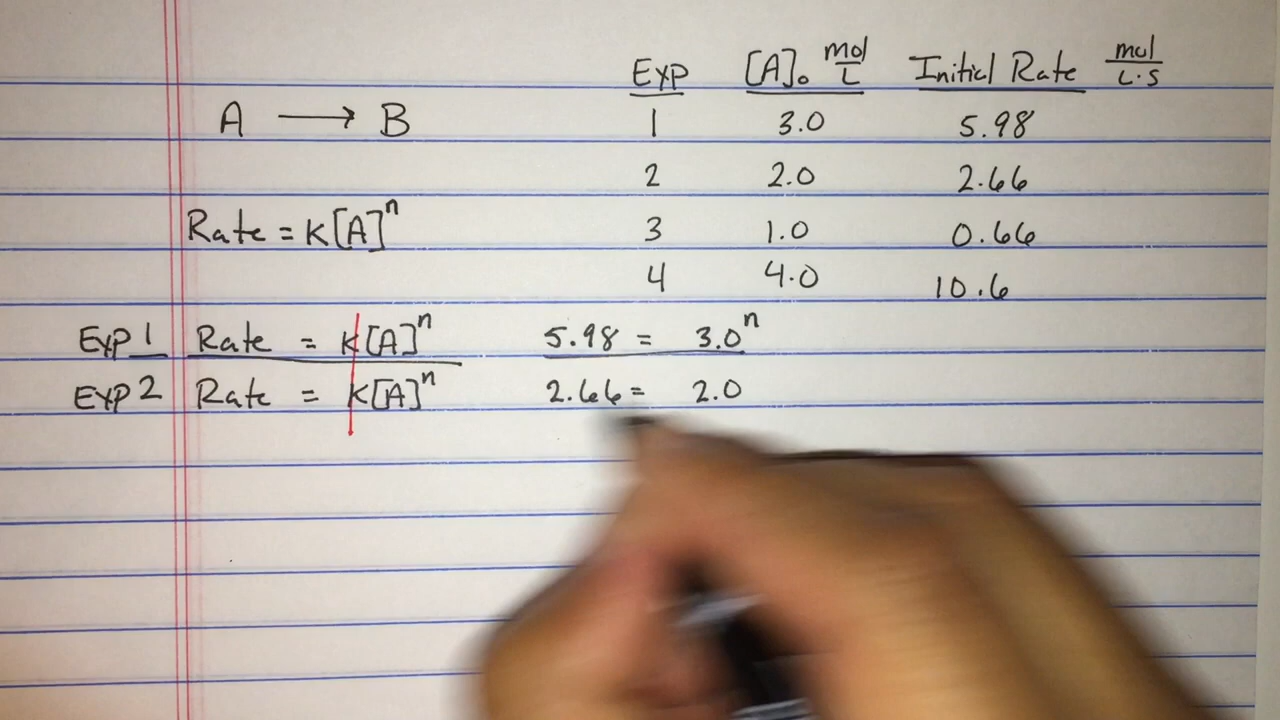 Exp [A]₀ mol/L Initial Rate mol/L·s
A → B 1 3.0 5.98
2 2.0 2.66
Rate = K[A]ⁿ 3 1.0 0.66
4 4.0 10.6
Exp 1 Rate = K[A]ⁿ 5.98 = 3.0ⁿ
Exp 2 Rate = K[A]ⁿ 2.66 = 2.0